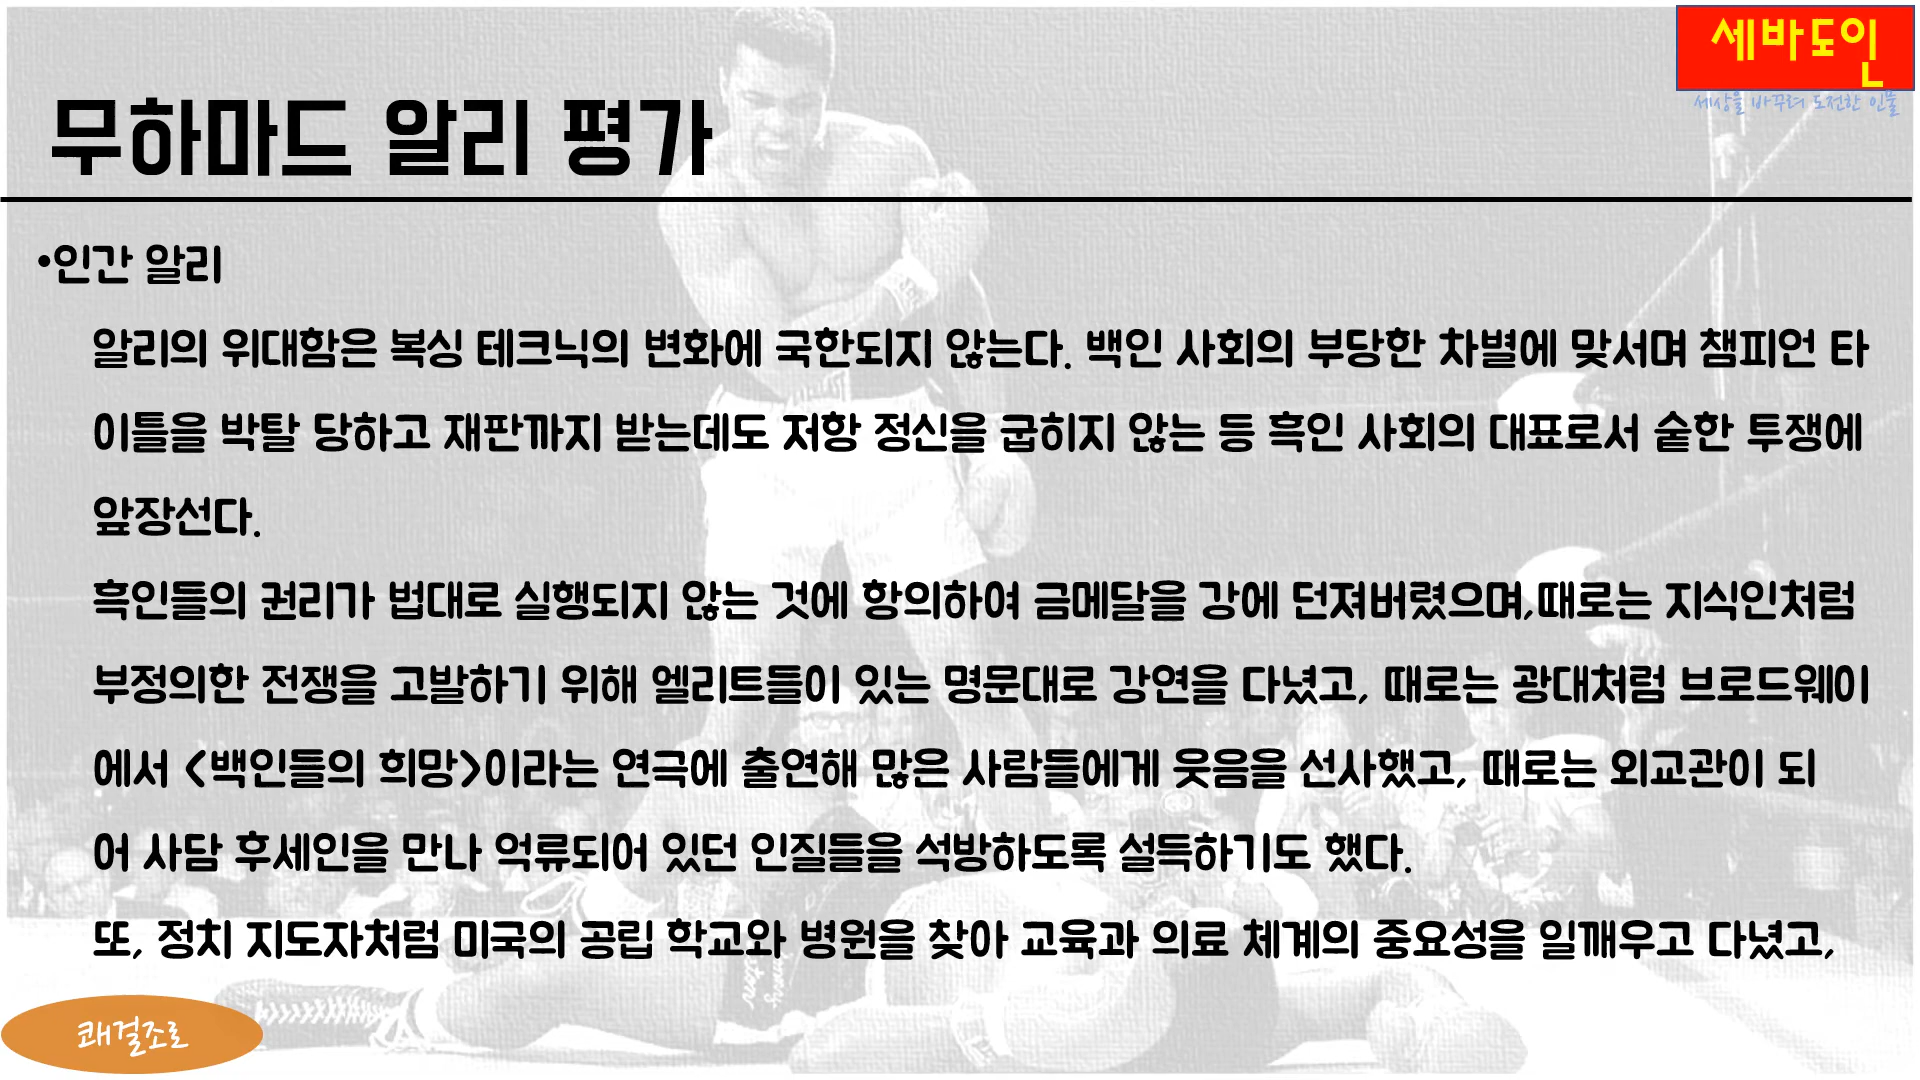 세바도인
세상을 바꾸려 도전한 인물
무하마드 알리 평가
•인간 알리
알리의 위대함은 복싱 테크닉의 변화에 국한되지 않는다. 백인 사회의 부당한 차별에 맞서며 챔피언 타
이틀을 박탈 당하고 재판까지 받는데도 저항 정신을 굽히지 않는 등 흑인 사회의 대표로서 숱한 투쟁에
앞장선다.
흑인들의 권리가 법대로 실행되지 않는 것에 항의하여 금메달을 강에 던져버렸으며,때로는 지식인처럼
부정의한 전쟁을 고발하기 위해 엘리트들이 있는 명문대로 강연을 다녔고, 때로는 광대처럼 브로드웨이
에서 <백인들의 희망>이라는 연극에 출연해 많은 사람들에게 웃음을 선사했고, 때로는 외교관이 되
어 사담 후세인을 만나 억류되어 있던 인질들을 석방하도록 설득하기도 했다.
또, 정치 지도자처럼 미국의 공립 학교와 병원을 찾아 교육과 의료 체계의 중요성을 일깨우고 다녔고,
쾌걸조로